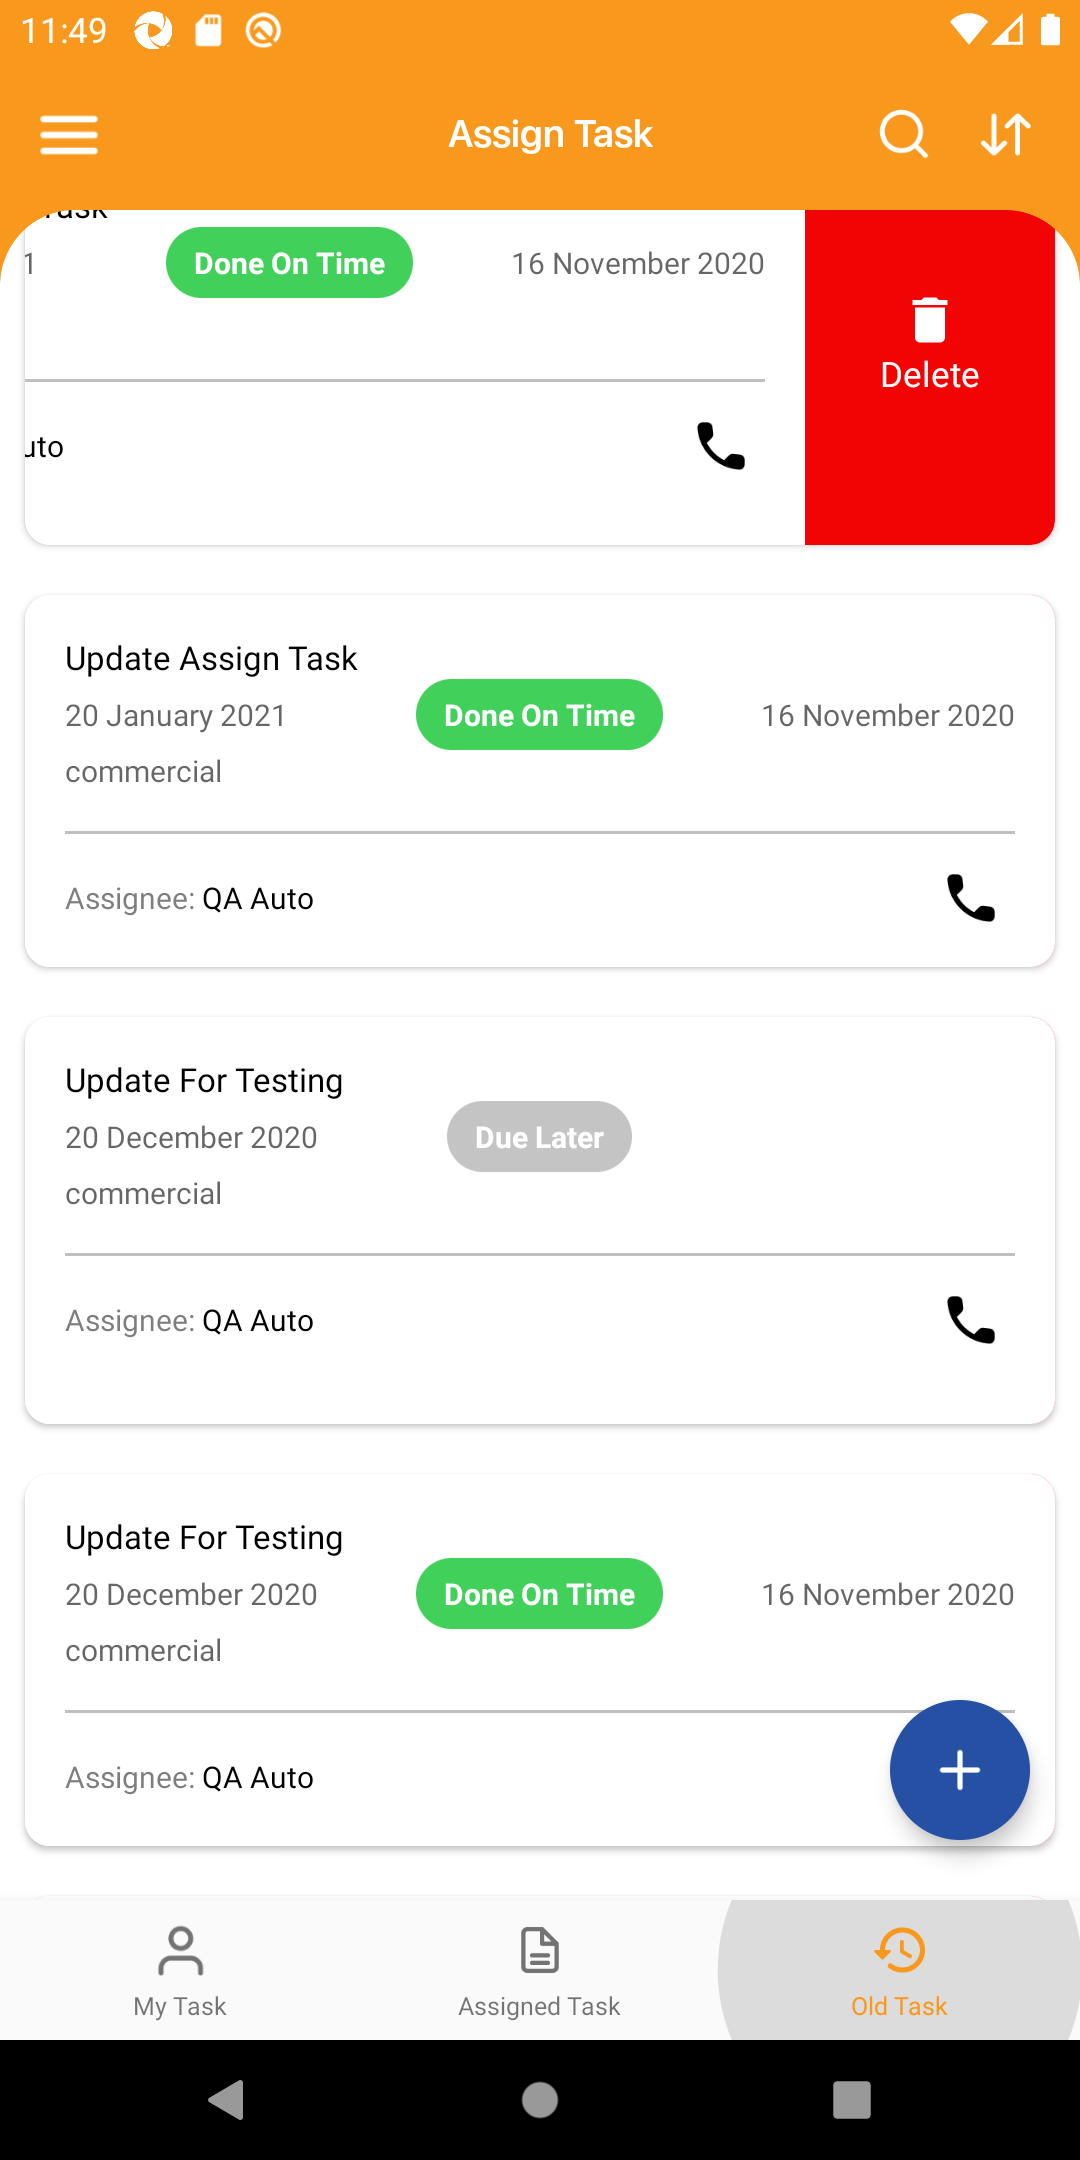 11:49
Assign Task
Task
1 Done On Time 16 November 2020
Delete
uto
Update Assign Task
20 January 2021 Done On Time 16 November 2020
commercial
Assignee: QA Auto
Update For Testing
20 December 2020 Due Later
commercial
Assignee: QA Auto
Update For Testing
20 December 2020 Done On Time 16 November 2020
commercial
Assignee: QA Auto
My Task Assigned Task Old Task